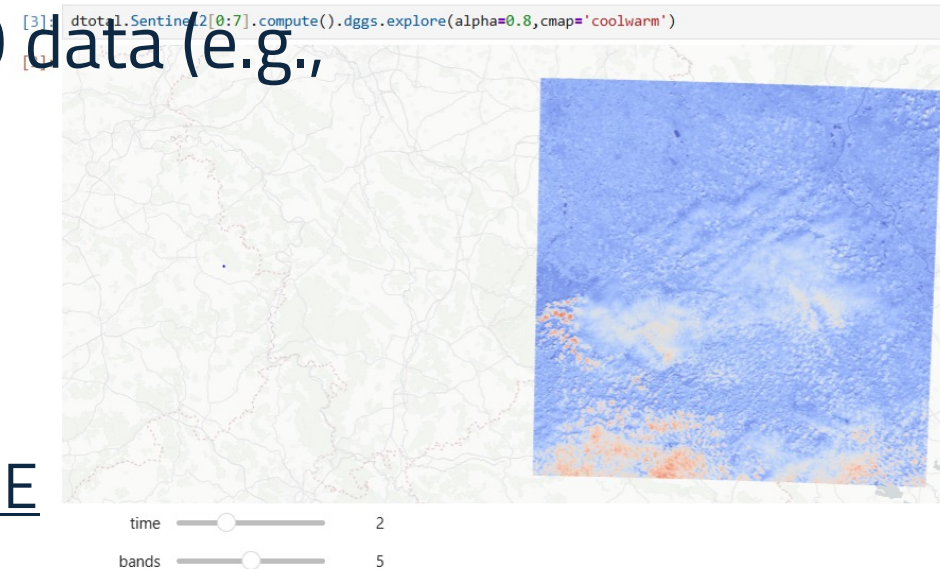 [3]: dtotal.Sentinel2[0:7].compute().dggs.explore(alpha=0.8,cmap='coolwarm')
) data (e.g.,
E
time 2
bands 5